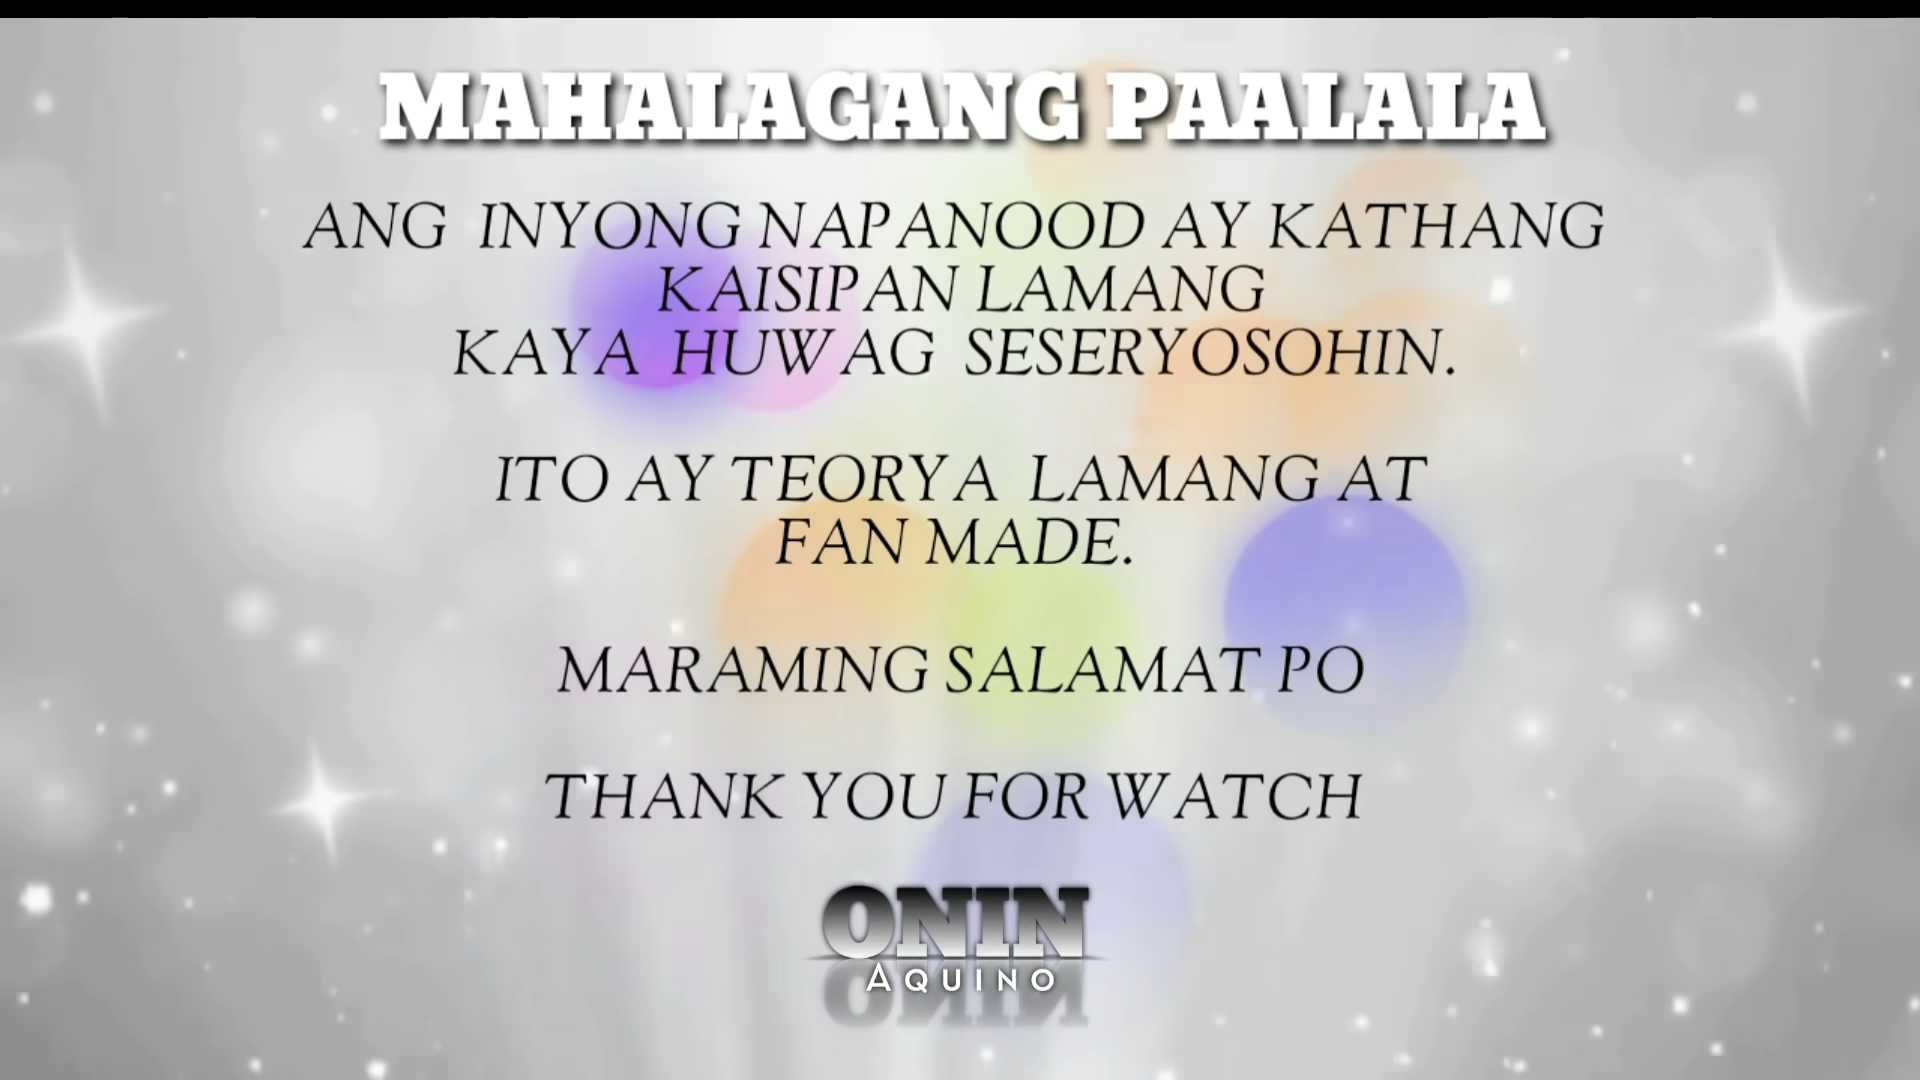 MAHALAGANG PAALALA
ANG INYONG NAPANOOD AY KATHANG
KAISIPAN LAMANG
KAYA HUWAG SESERYOSOHIN.
ITO AY TEORYA LAMANG AT
FAN MADE.
MARAMING SALAMAT PO
THANK YOU FOR WATCH
ONIN
AQUINO